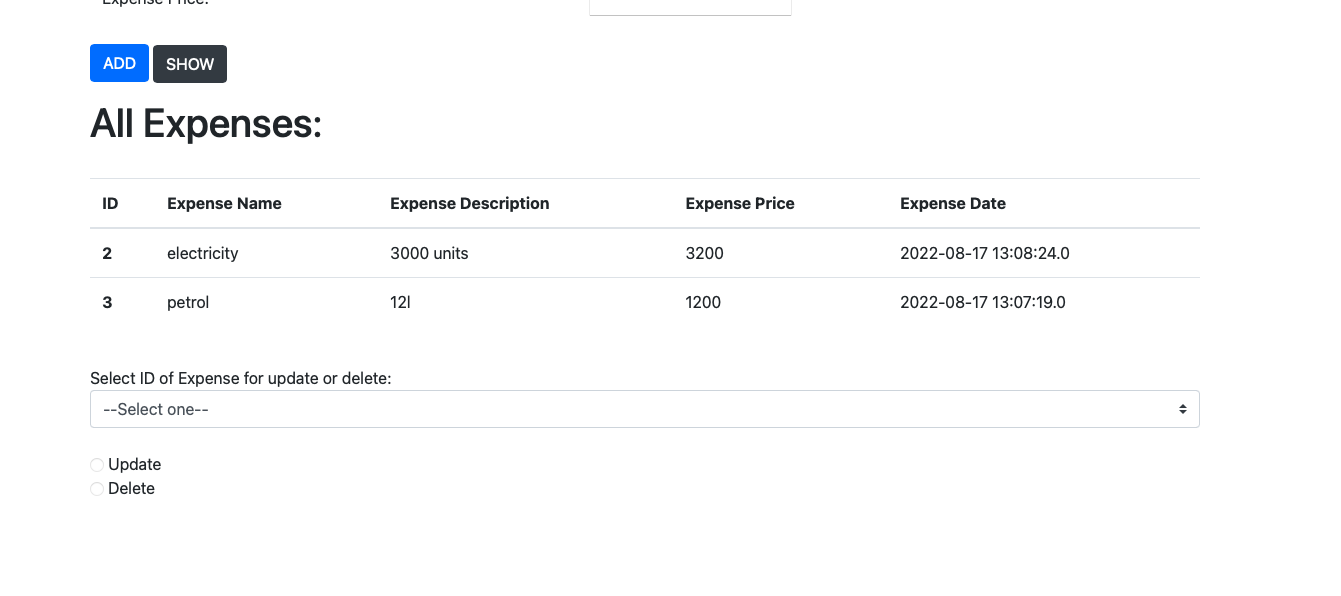 Expense Price:
ADD SHOW
All Expenses:
ID Expense Name Expense Description Expense Price Expense Date
2 electricity 3000 units 3200 2022-08-17 13:08:24.0
3 petrol 12l 1200 2022-08-17 13:07:19.0
Select ID of Expense for update or delete:
--Select one--
Update
Delete